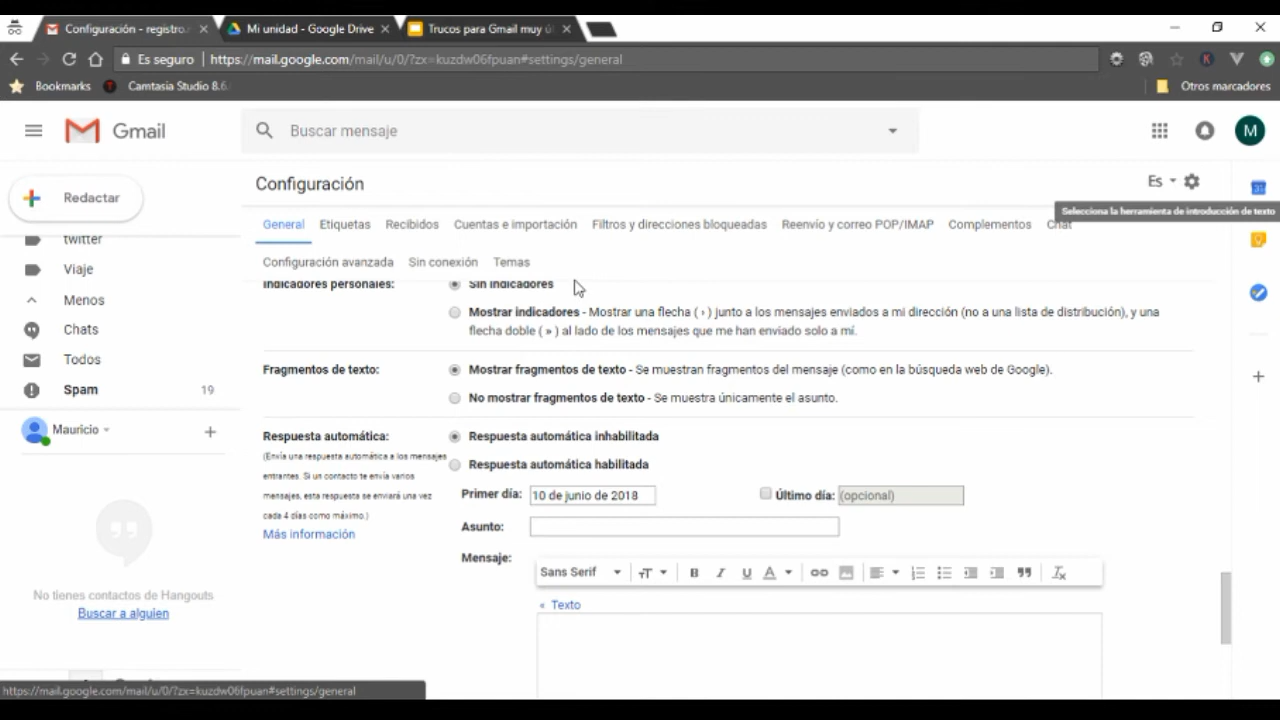 Configuración - registro.
Mi unidad - Google Drive
Trucos para Gmail muy ú
Es seguro
https://mail.google.com/mail/u/0/?zx=kuzdw06fpuan#settings/general
Bookmarks
Camtasia Studio 8.6.
Otros marcadores
Gmail
Buscar mensaje
M
Redactar
Configuración
Es
Selecciona la herramienta de introducción de texto
General
Etiquetas
Recibidos
Cuentas e importación
Filtros y direcciones bloqueadas
Reenvío y correo POP/IMAP
Complementos
Chat
Configuración avanzada
Sin conexión
Temas
twitter
Viaje
Menos
Chats
Todos
Spam
19
Mauricio
No tienes contactos de Hangouts
Buscar a alguien
Indicadores personales:
Sin indicadores
Mostrar indicadores - Mostrar una flecha ( › ) junto a los mensajes enviados a mi dirección (no a una lista de distribución), y una
flecha doble ( » ) al lado de los mensajes que me han enviado solo a mí.
Fragmentos de texto:
Mostrar fragmentos de texto - Se muestran fragmentos del mensaje (como en la búsqueda web de Google).
No mostrar fragmentos de texto - Se muestra únicamente el asunto.
Respuesta automática:
(Envía una respuesta automática a los mensajes
entrantes. Si un contacto te envía varios
mensajes, esta respuesta se enviará una vez
cada 4 días como máximo.)
Más información
Respuesta automática inhabilitada
Respuesta automática habilitada
Primer día:
10 de junio de 2018
Último día:
(opcional)
Asunto:
Mensaje:
Sans Serif
« Texto
https://mail.google.com/mail/u/0/?zx=kuzdw06fpuan#settings/general